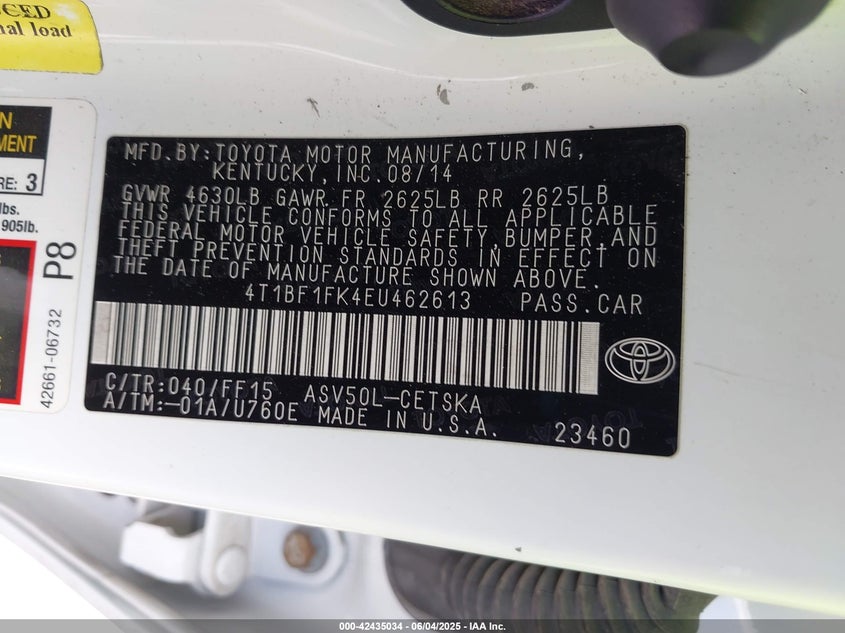 CED
nal load
N
MENT
RE: 3
lbs.
905lb.
P8
42661-06732
MFD.BY:TOYOTA MOTOR MANUFACTURING,
KENTUCKY, INC. 08/14
GVWR 4630LB GAWR FR 2625LB RR 2625LB
THIS VEHICLE CONFORMS TO ALL APPLICABLE
FEDERAL MOTOR VEHICLE SAFETY,BUMPER,AND
THEFT PREVENTION STANDARDS IN EFFECT ON
THE DATE OF MANUFACTURE SHOWN ABOVE.
4T1BF1FK4EU462613 PASS.CAR
C/TR:040/FF15 ASV50L-CETSKA
A/TM:-01A/U760E MADE IN U.S.A. 23460
000-42435034 - 06/04/2025 - IAA Inc.